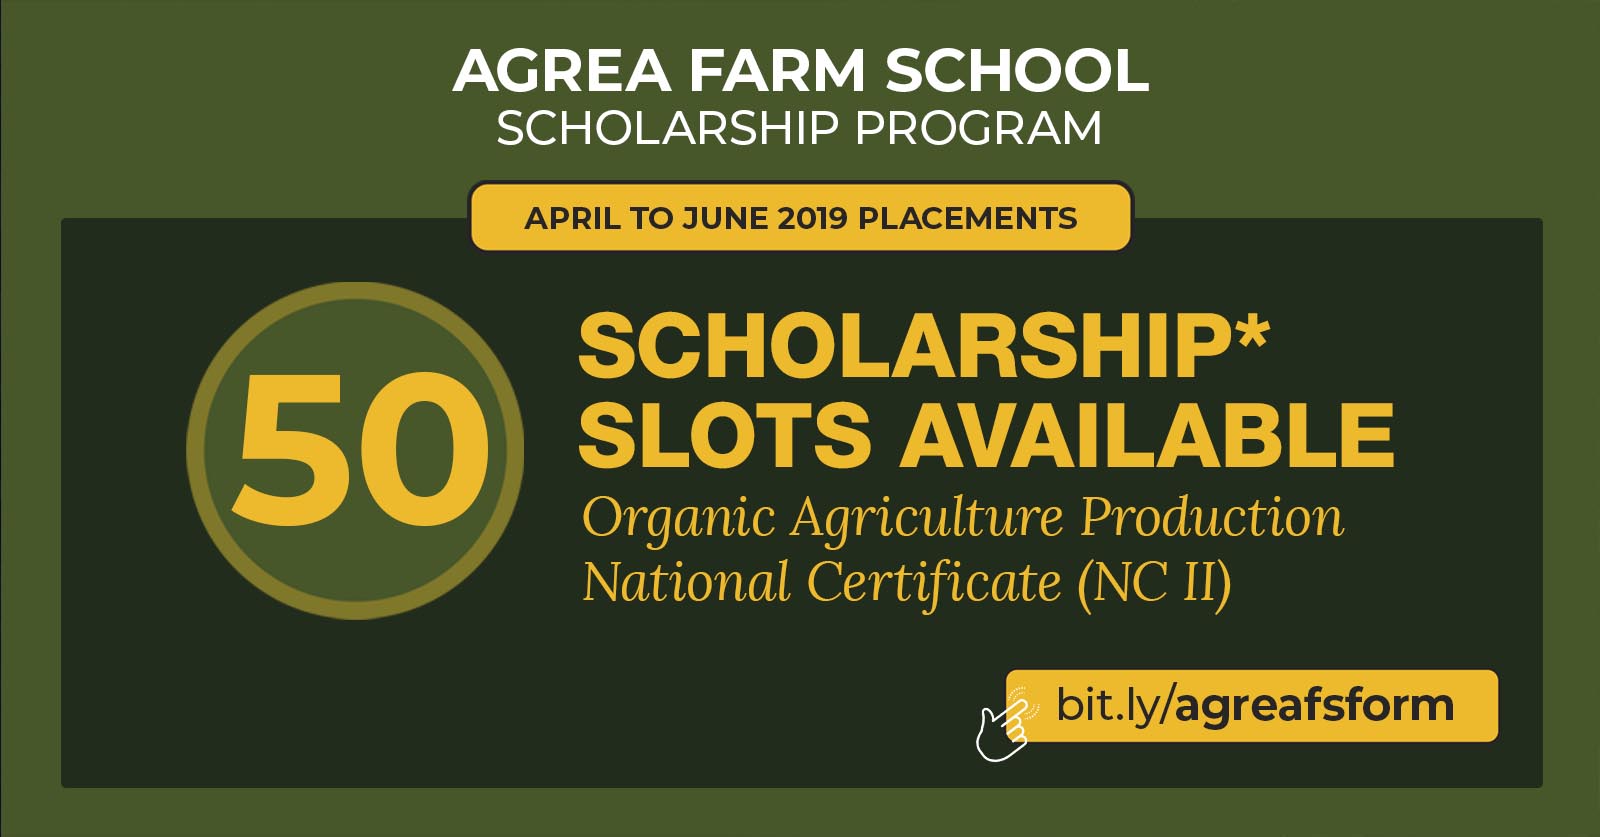 AGREA FARM SCHOOL
SCHOLARSHIP PROGRAM
APRIL TO JUNE 2019 PLACEMENTS
50
SCHOLARSHIP*
SLOTS AVAILABLE
Organic Agriculture Production
National Certificate (NC II)
bit.ly/agreafsform